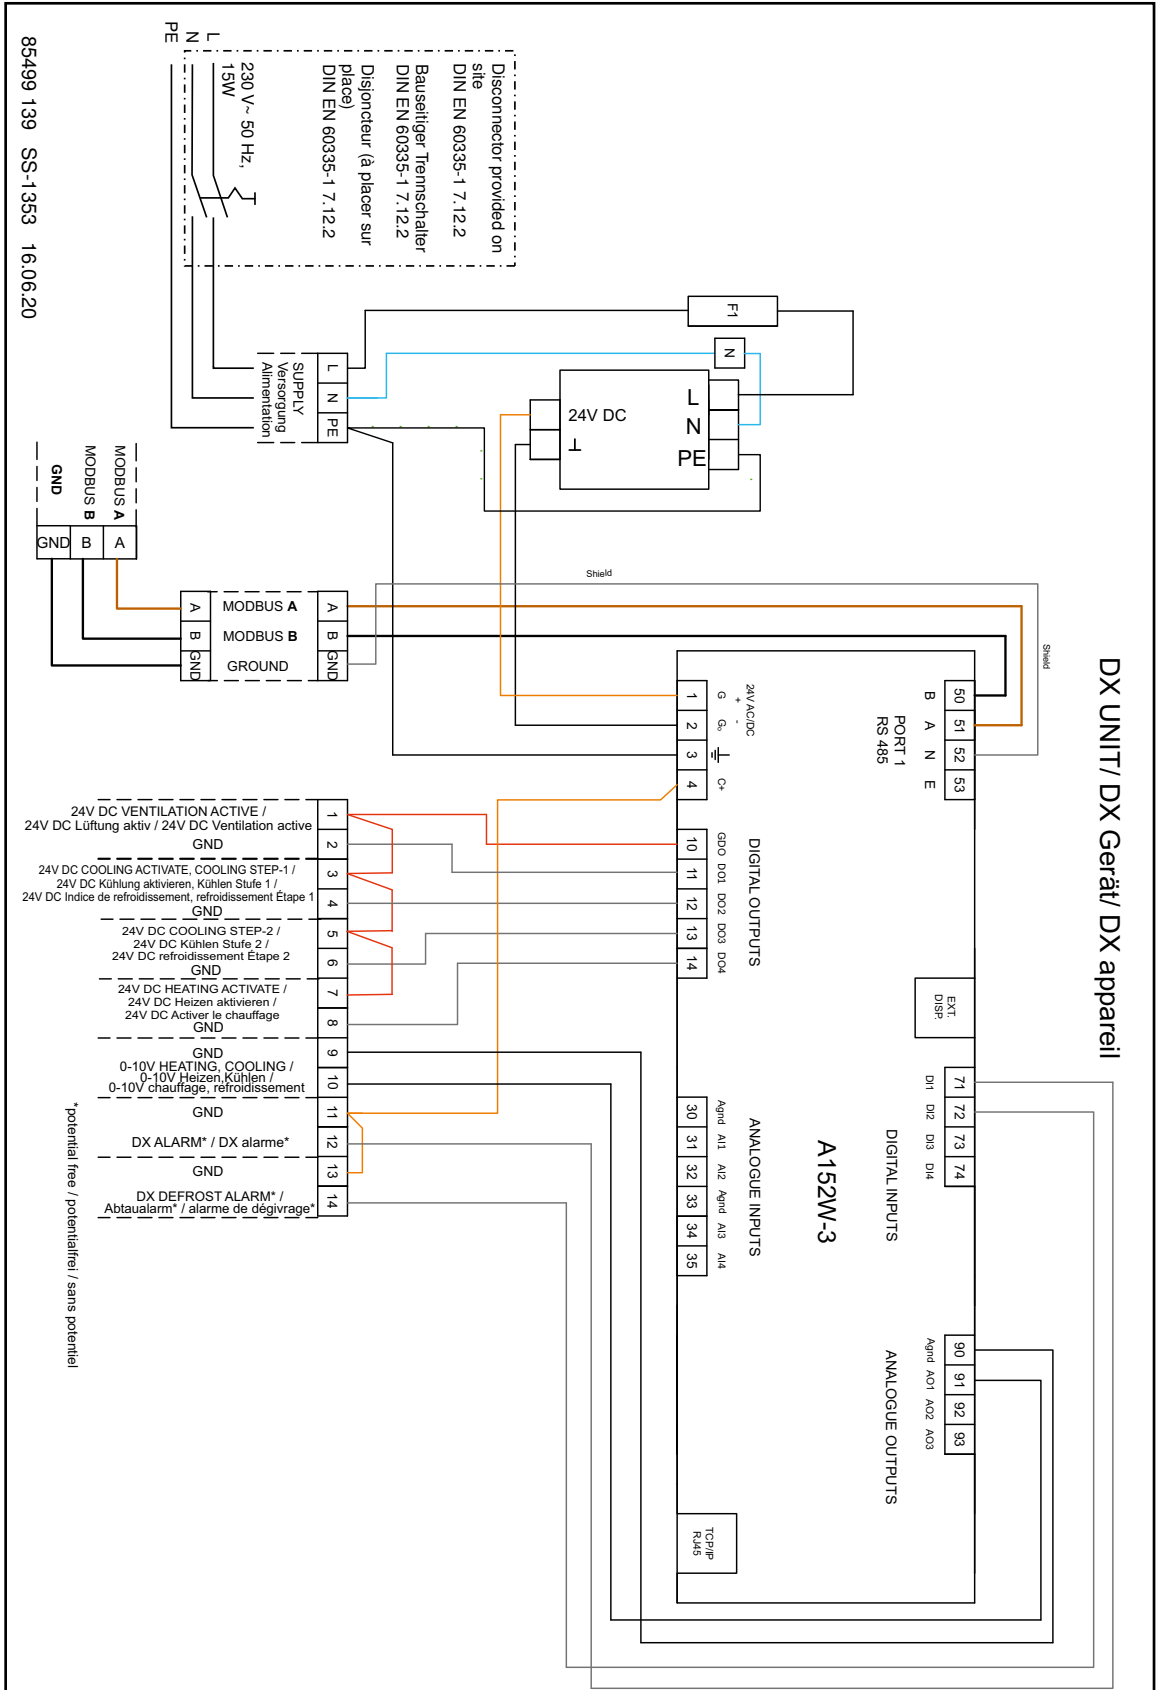 DX UNIT/ DX Gerät/ DX appareil
L
N
PE
230 V~ 50 Hz,
15W
Disconnector provided on
site
DIN EN 60335-1 7.12.2
Bauseitiger Trennschalter
DIN EN 60335-1 7.12.2
Disjoncteur (à placer sur
place)
DIN EN 60335-1 7.12.2
85499 139 SS-1353 16.06.20
F1
N
L
N
PE
24V DC
⊥
L
N
PE
SUPPLY
Versorgung
Alimentation
MODBUS A
MODBUS B
GND
A
B
GND
A
B
GND
MODBUS A
MODBUS B
GROUND
A
B
GND
Shield
Shield
50
51
52
53
B
A
N
E
PORT 1
RS 485
1
2
3
4
24V AC/DC
+
-
G
G₀
C+
10
11
12
13
14
GDO
DO1
DO2
DO3
DO4
DIGITAL OUTPUTS
EXT.
DISP.
71
72
73
74
DI1
DI2
DI3
DI4
DIGITAL INPUTS
A152W-3
30
31
32
33
34
35
Agnd
AI1
AI2
Agnd
AI3
AI4
ANALOGUE INPUTS
90
91
92
93
Agnd
AO1
AO2
AO3
ANALOGUE OUTPUTS
TCP/IP
RJ45
24V DC VENTILATION ACTIVE /
24V DC Lüftung aktiv / 24V DC Ventilation active
GND
24V DC COOLING ACTIVATE, COOLING STEP-1 /
24V DC Kühlung aktivieren, Kühlen Stufe 1 /
24V DC Indice de refroidissement, refroidissement Étape 1
GND
24V DC COOLING STEP-2 /
24V DC Kühlen Stufe 2 /
24V DC refroidissement Étape 2
GND
24V DC HEATING ACTIVATE /
24V DC Heizen aktivieren /
24V DC Activer le chauffage
GND
GND
0-10V HEATING, COOLING /
0-10V Heizen,Kühlen /
0-10V chauffage, refroidissement
GND
DX ALARM* / DX alarme*
GND
DX DEFROST ALARM* /
Abtaualarm* / alarme de dégivrage*
1
2
3
4
5
6
7
8
9
10
11
12
13
14
*potential free / potentialfrei / sans potentiel